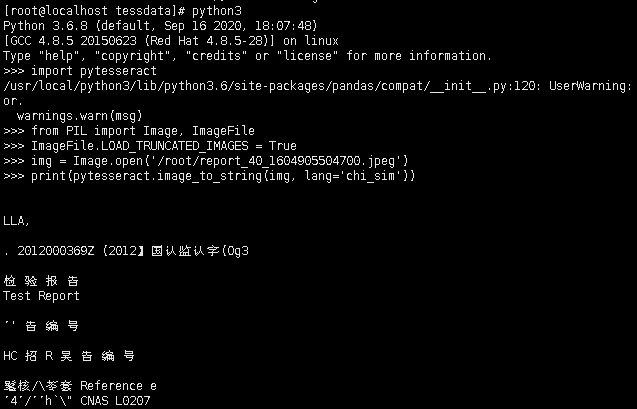 [root@localhost tessdata]# python3
Python 3.6.8 (default, Sep 16 2020, 18:07:48)
[GCC 4.8.5 20150623 (Red Hat 4.8.5-28)] on linux
Type "help", "copyright", "credits" or "license" for more information.
>>> import pytesseract
/usr/local/python3/lib/python3.6/site-packages/pandas/compat/__init__.py:120: UserWarning:
or.
  warnings.warn(msg)
>>> from PIL import Image, ImageFile
>>> ImageFile.LOAD_TRUNCATED_IMAGES = True
>>> img = Image.open('/root/report_40_1604905504700.jpeg')
>>> print(pytesseract.image_to_string(img, lang='chi_sim'))
LLA,
. 2012000369Z (2012】国认监认字(0g3
检 验 报 告
Test Report
´' 告 编 号
HC 招 R 吴 告 编 号
核/\苓套 Reference e
´4´/´´h`\" CNAS L0207